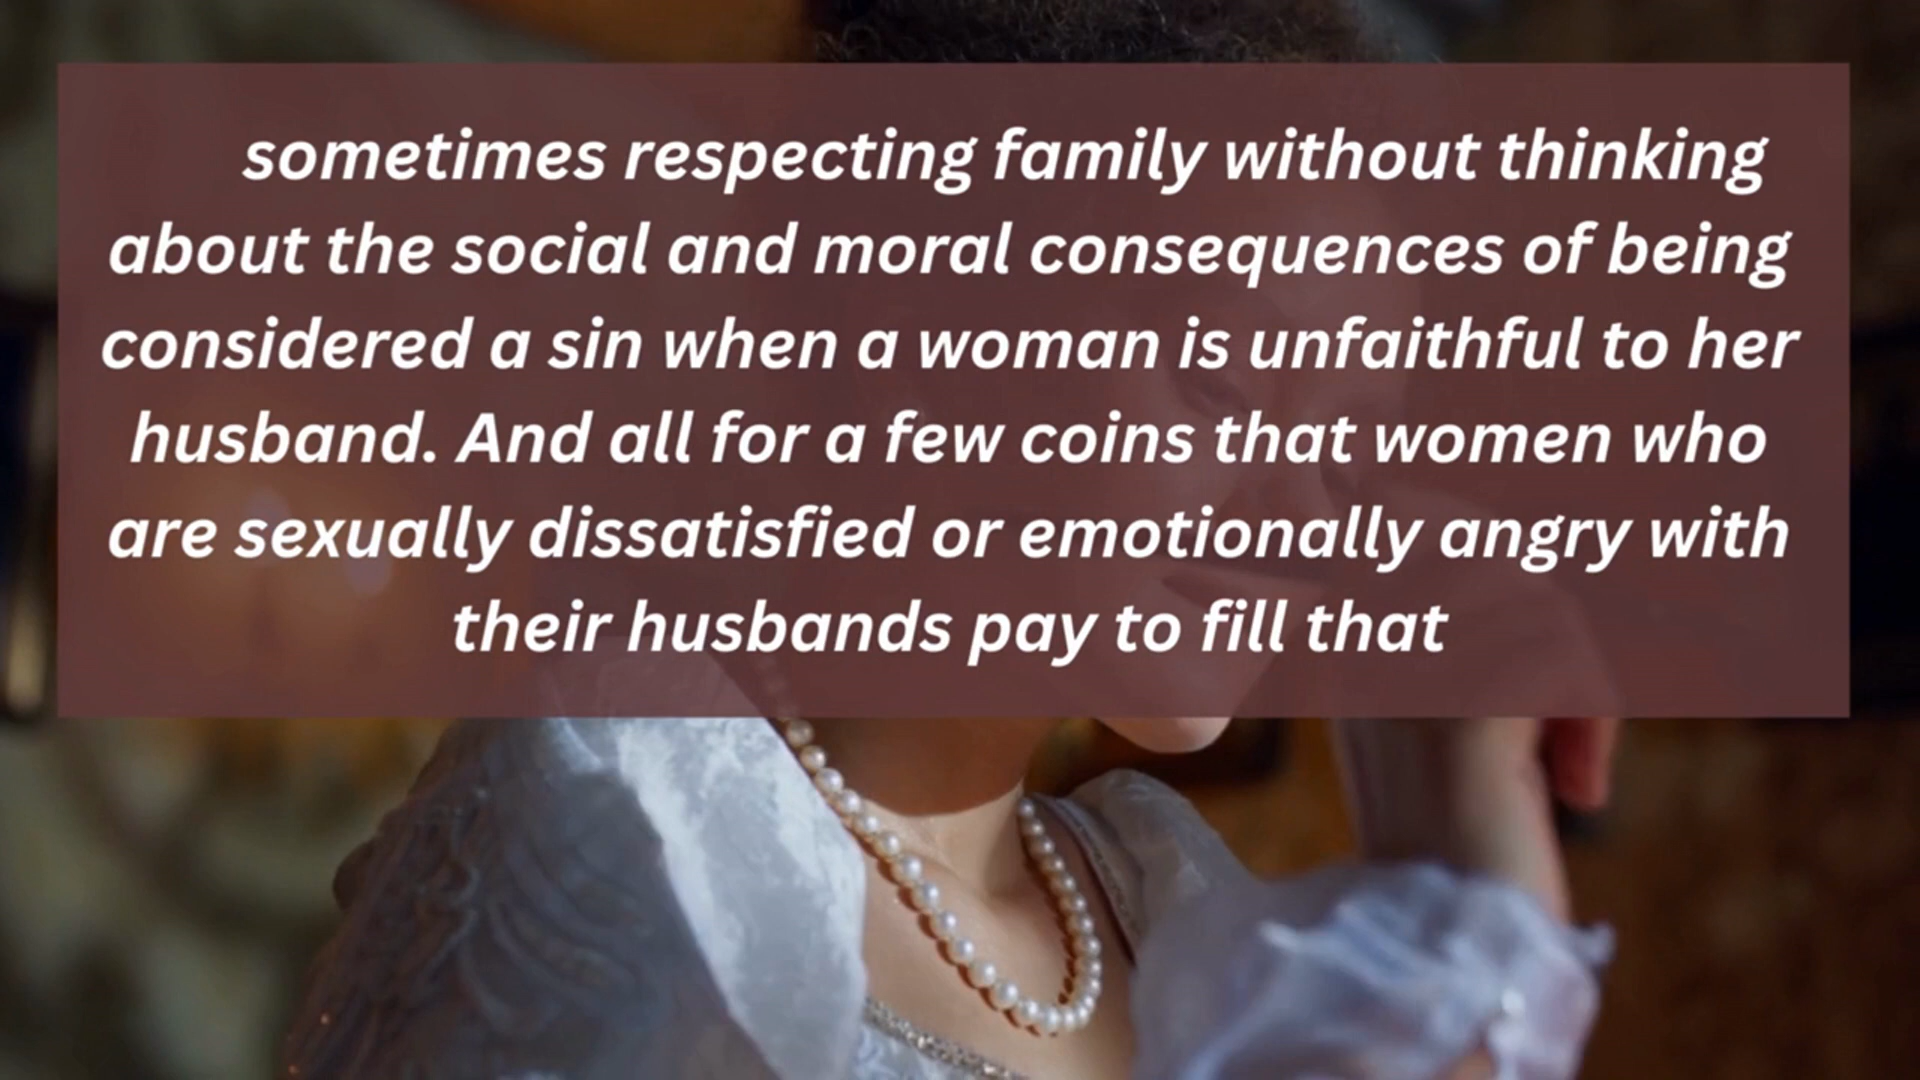 sometimes respecting family without thinking
about the social and moral consequences of being
considered a sin when a woman is unfaithful to her
husband. And all for a few coins that women who
are sexually dissatisfied or emotionally angry with
their husbands pay to fill that